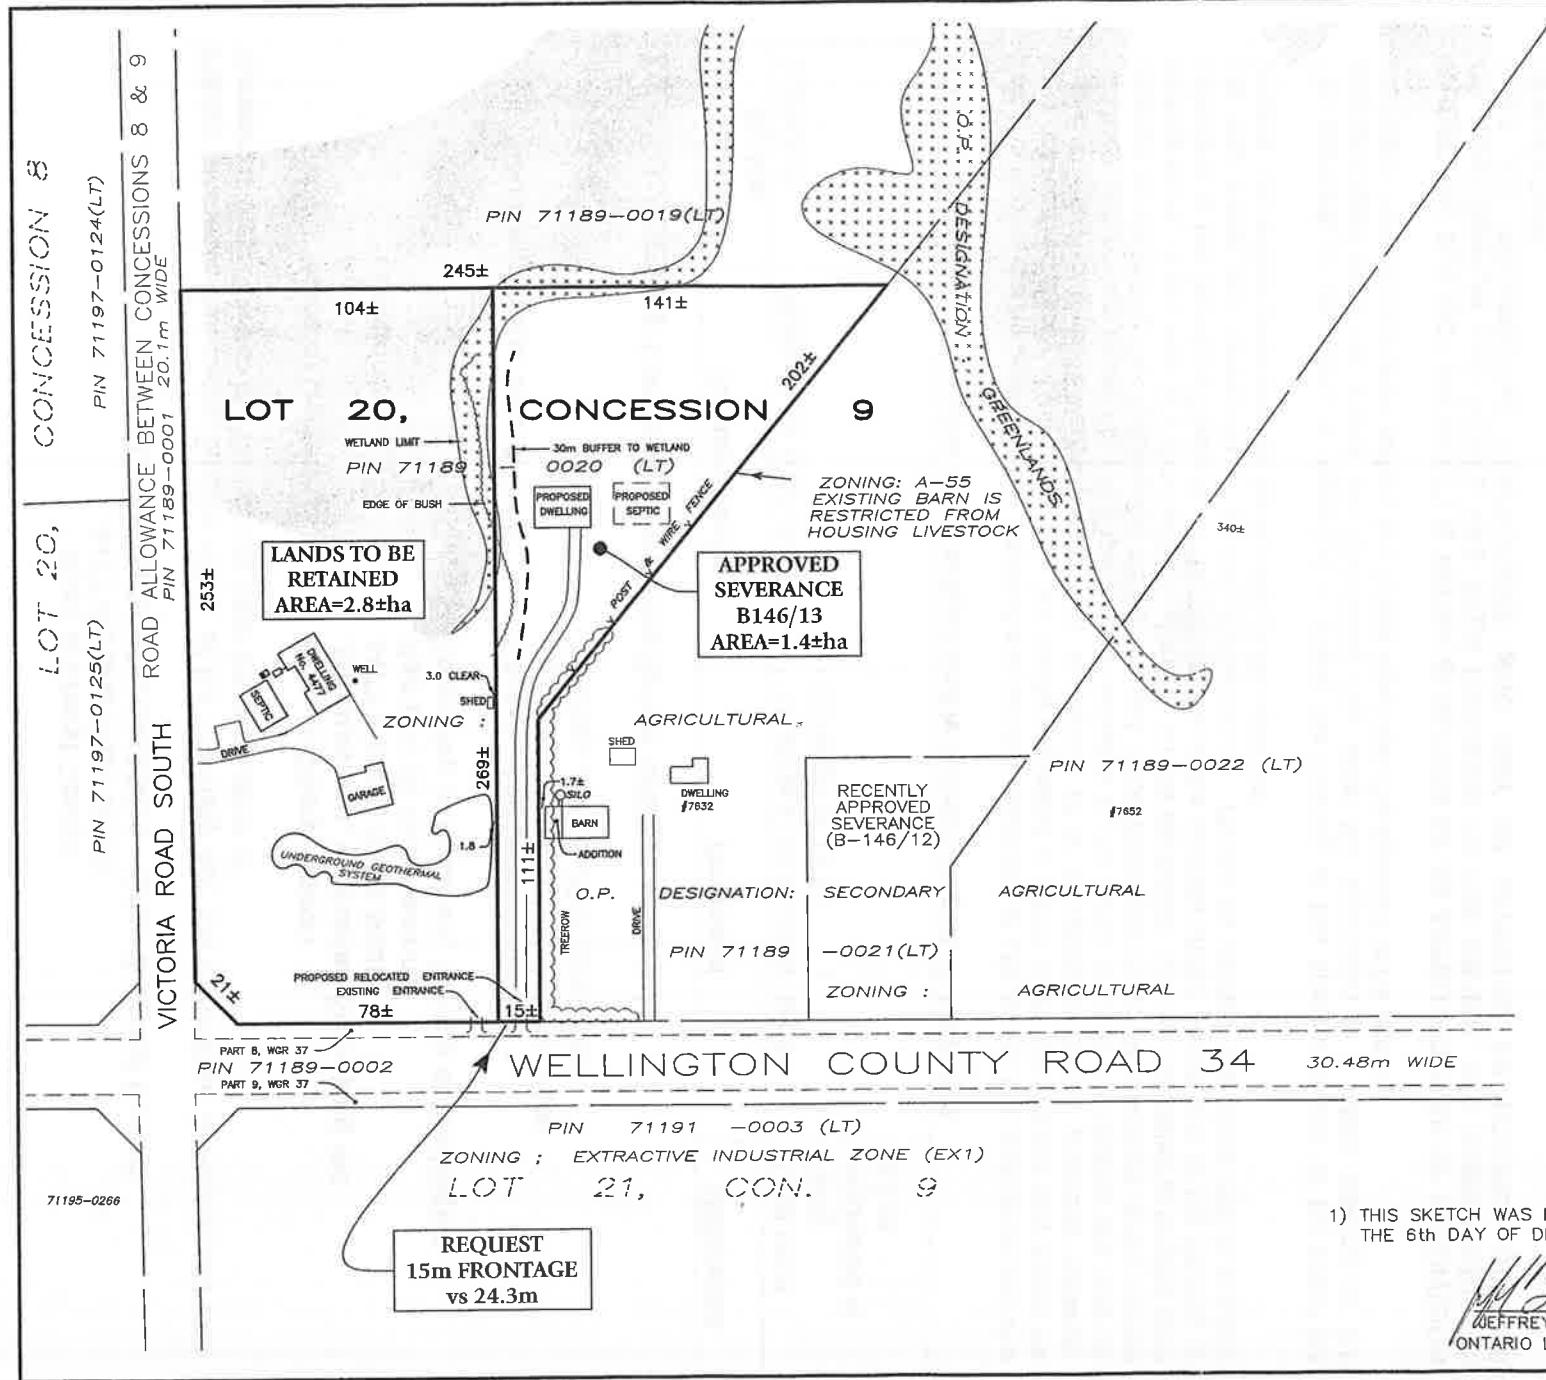 CONCESSION 8
PIN 71197-0124(LT)
LOT 20,
PIN 71197-0125(LT)
ROAD ALLOWANCE BETWEEN CONCESSIONS 8 & 9
PIN 71189-0001 20.1m WIDE
VICTORIA ROAD SOUTH
PIN 71189-0019(LT)
245±
104±
141±
202±
253±
O.P. DESIGNATION : GREENLANDS
LOT 20, CONCESSION 9
WETLAND LIMIT
30m BUFFER TO WETLAND
PIN 71189 - 0020 (LT)
EDGE OF BUSH
PROPOSED
DWELLING
PROPOSED
SEPTIC
POST & WIRE FENCE
ZONING: A-55
EXISTING BARN IS
RESTRICTED FROM
HOUSING LIVESTOCK
340±
LANDS TO BE
RETAINED
AREA=2.8±ha
APPROVED
SEVERANCE
B146/13
AREA=1.4±ha
DWELLING
No. 4477
WELL
SEPTIC
3.0 CLEAR
SHED
ZONING : AGRICULTURAL
DRIVE
GARAGE
269±
SHED
DWELLING
#7632
1.7±
SILO
BARN
ADDITION
1.8
111±
UNDERGROUND GEOTHERMAL
SYSTEM
RECENTLY
APPROVED
SEVERANCE
(B-146/12)
PIN 71189-0022 (LT)
#7652
O.P. DESIGNATION: SECONDARY AGRICULTURAL
TREEROW
DRIVE
PIN 71189 -0021(LT)
ZONING : AGRICULTURAL
PROPOSED RELOCATED ENTRANCE
EXISTING ENTRANCE
21±
78±
15±
PART 8, WGR 37
PIN 71189-0002
PART 9, WGR 37
WELLINGTON COUNTY ROAD 34 30.48m WIDE
PIN 71191 -0003 (LT)
ZONING ; EXTRACTIVE INDUSTRIAL ZONE (EX1)
LOT 21, CON. 9
71195-0266
REQUEST
15m FRONTAGE
vs 24.3m
1) THIS SKETCH WAS
THE 6th DAY OF
JEFFREY
ONTARIO